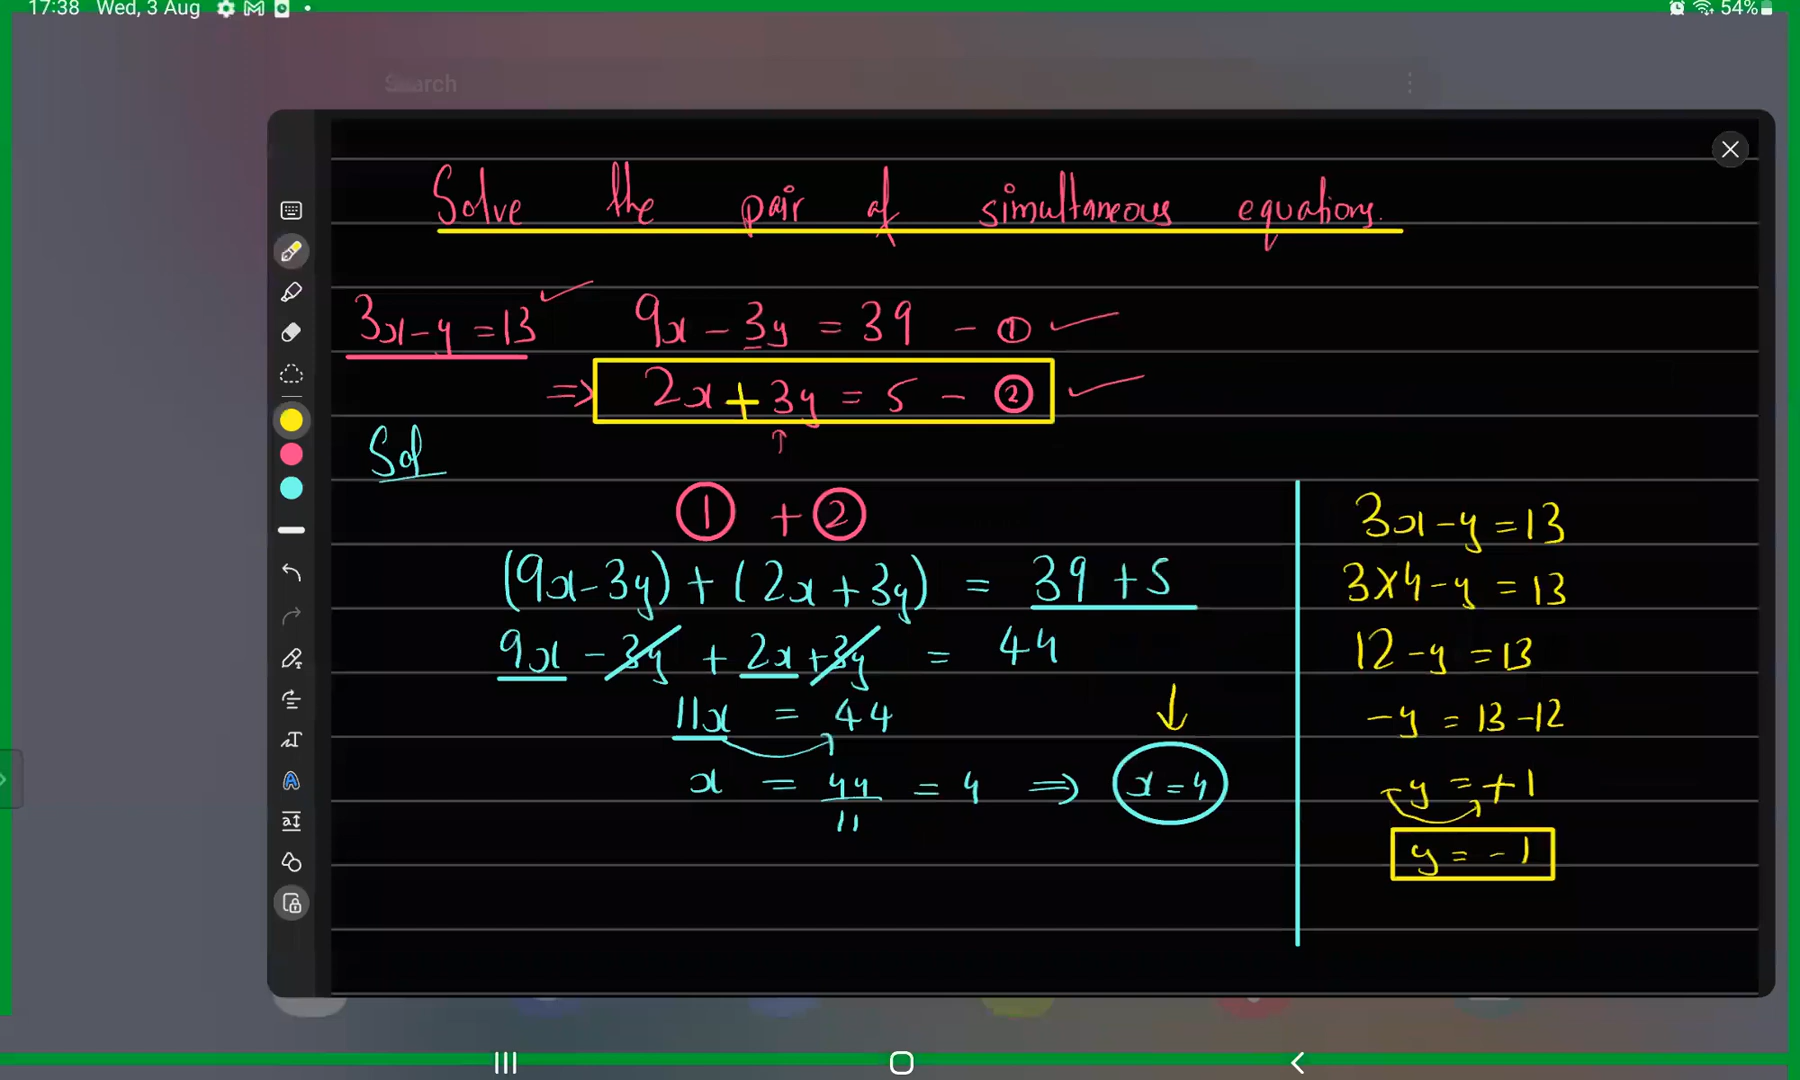 17:38 Wed, 3 Aug
54%
Search
Solve the pair of simultaneous equations.
3x-y=13 9x-3y=39 - ①
⇒ 2x+3y=5 - ②
Sol
① + ②
(9x-3y)+(2x+3y) = 39+5
9x-3y+2x+3y = 44
11x = 44
x = 44/11 = 4 ⇒ x=4
3x-y=13
3×4-y=13
12-y=13
-y=13-12
-y=+1
y=-1